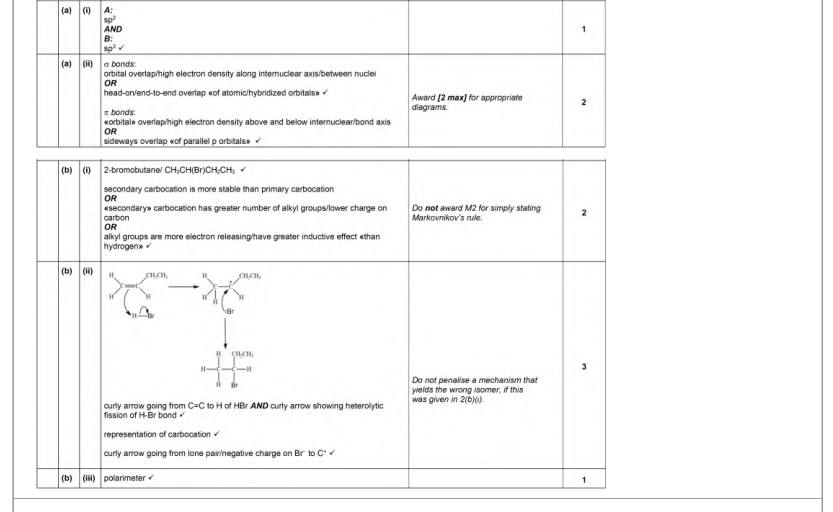 (a) (i) A:
sp²
AND
B:
sp³ ✓
1
(a) (ii) σ bonds:
orbital overlap/high electron density along internuclear axis/between nuclei
OR
head-on/end-to-end overlap «of atomic/hybridized orbitals» ✓
π bonds:
«orbital» overlap/high electron density above and below internuclear/bond axis
OR
sideways overlap «of parallel p orbitals» ✓
Award [2 max] for appropriate
diagrams.
2
(b) (i) 2-bromobutane/ CH₃CH(Br)CH₂CH₃ ✓
secondary carbocation is more stable than primary carbocation
OR
«secondary» carbocation has greater number of alkyl groups/lower charge on
carbon
OR
alkyl groups are more electron releasing/have greater inductive effect «than
hydrogen» ✓
Do not award M2 for simply stating
Markovnikov's rule.
2
(b) (ii)
H CH₂CH₃ H CH₂CH₃
C C C C
H H H H
H
H Br :Br
H CH₂CH₃
H C C H
H Br
curly arrow going from C=C to H of HBr AND curly arrow showing heterolytic
fission of H-Br bond ✓
representation of carbocation ✓
curly arrow going from lone pair/negative charge on Br⁻ to C⁺ ✓
Do not penalise a mechanism that
yields the wrong isomer, if this
was given in 2(b)(i).
3
(b) (iii) polarimeter ✓
1